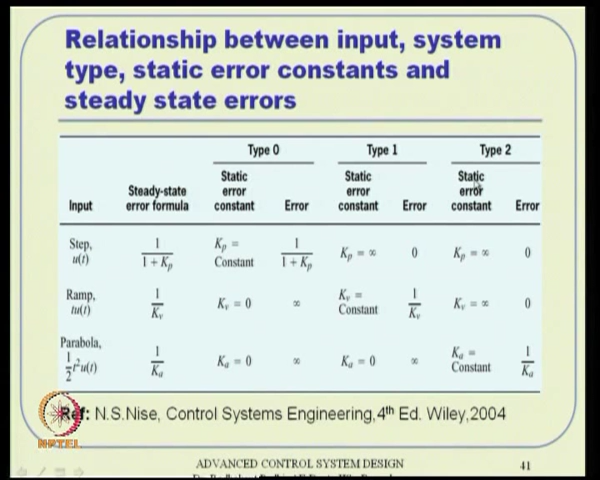 Relationship between input, system
type, static error constants and
steady state errors
Type 0 Type 1 Type 2
Input Steady-state error formula Static error constant Error Static error constant Error Static error constant Error
Step, u(t) 1/(1 + Kp) Kp = Constant 1/(1 + Kp) Kp = ∞ 0 Kp = ∞ 0
Ramp, tu(t) 1/Kv Kv = 0 ∞ Kv = Constant 1/Kv Kv = ∞ 0
Parabola, 1/2 t²u(t) 1/Ka Ka = 0 ∞ Ka = 0 ∞ Ka = Constant 1/Ka
Ref: N.S.Nise, Control Systems Engineering,4th Ed. Wiley,2004
NPTEL
ADVANCED CONTROL SYSTEM DESIGN 41